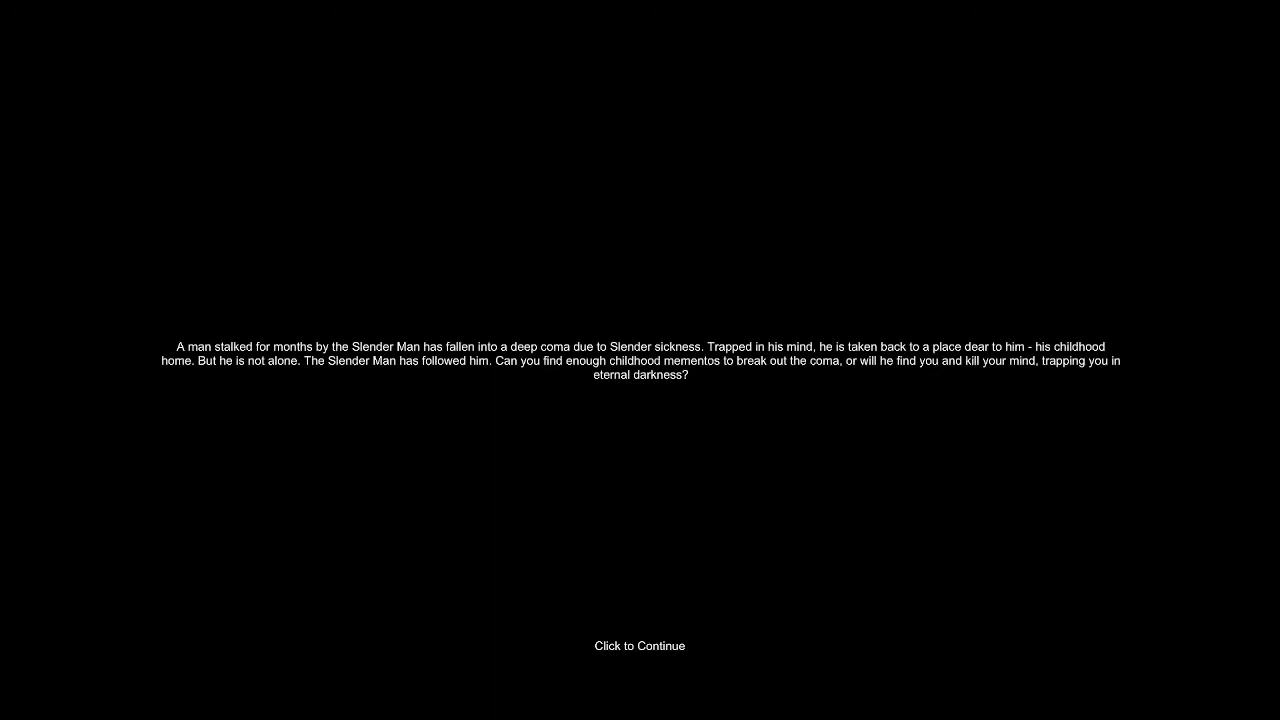 A man stalked for months by the Slender Man has fallen into a deep coma due to Slender sickness. Trapped in his mind, he is taken back to a place dear to him - his childhood
home. But he is not alone. The Slender Man has followed him. Can you find enough childhood mementos to break out the coma, or will he find you and kill your mind, trapping you in
eternal darkness?
Click to Continue